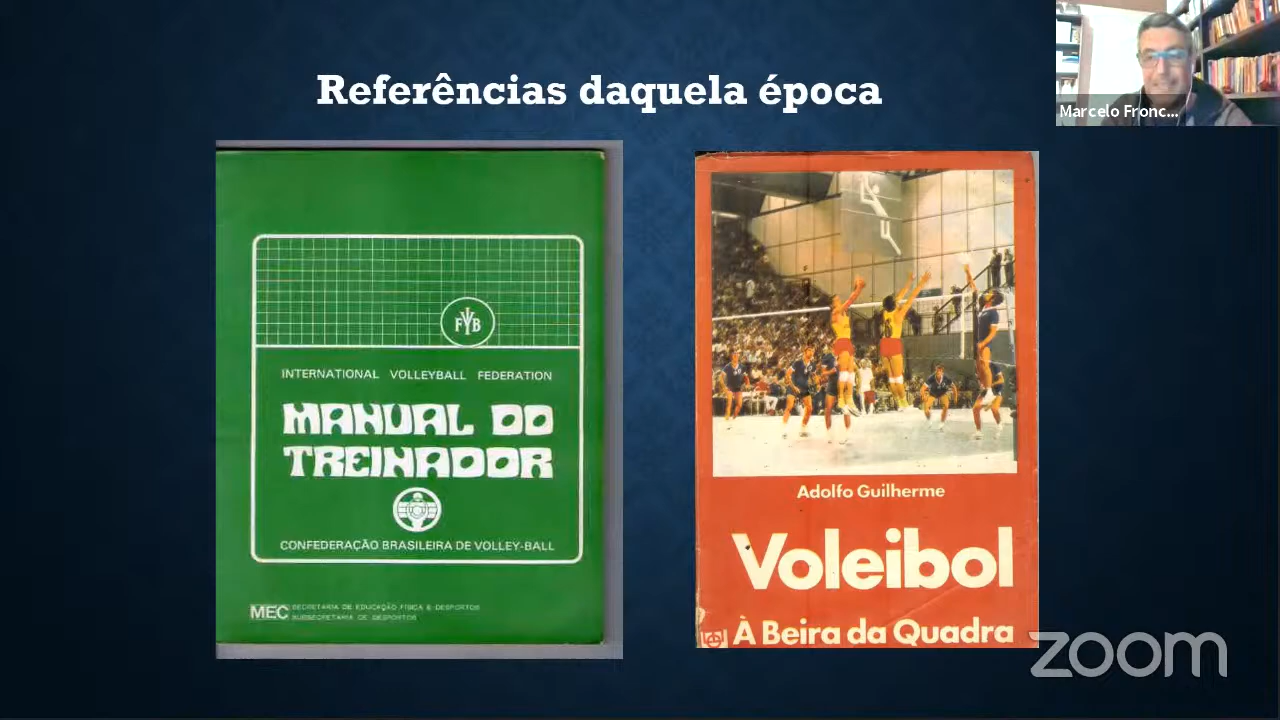 Referências daquela época
Marcelo Fronc...
FIVB
INTERNATIONAL VOLLEYBALL FEDERATION
MANUAL DO
TREINADOR
CONFEDERAÇÃO BRASILEIRA DE VOLLEY-BALL
MEC SECRETARIA DE EDUCAÇÃO FÍSICA E DESPORTOS
SUBSECRETARIA DE DESPORTOS
Adolfo Guilherme
Voleibol
À Beira da Quadra
zoom